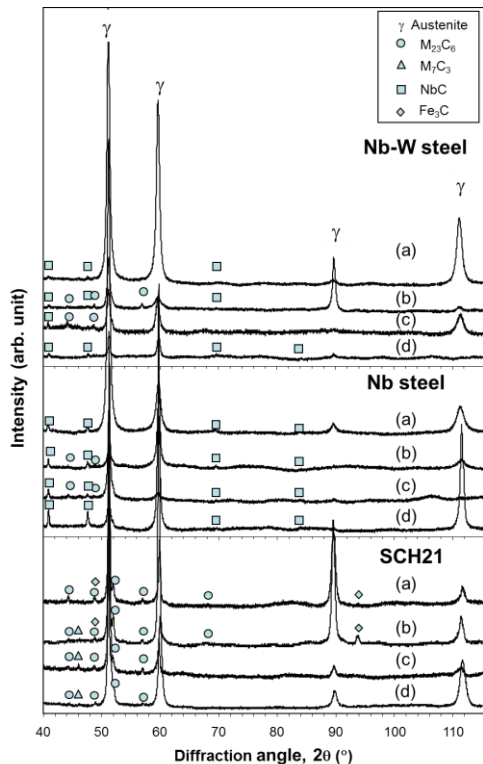 γ Austenite
M23C6
M7C3
NbC
Fe3C
Nb-W steel
γ
γ
γ
γ
(a)
(b)
(c)
(d)
Nb steel
(a)
(b)
(c)
(d)
SCH21
(a)
(b)
(c)
(d)
Intensity (arb. unit)
40 50 60 70 80 90 100 110
Diffraction angle, 2θ (°)